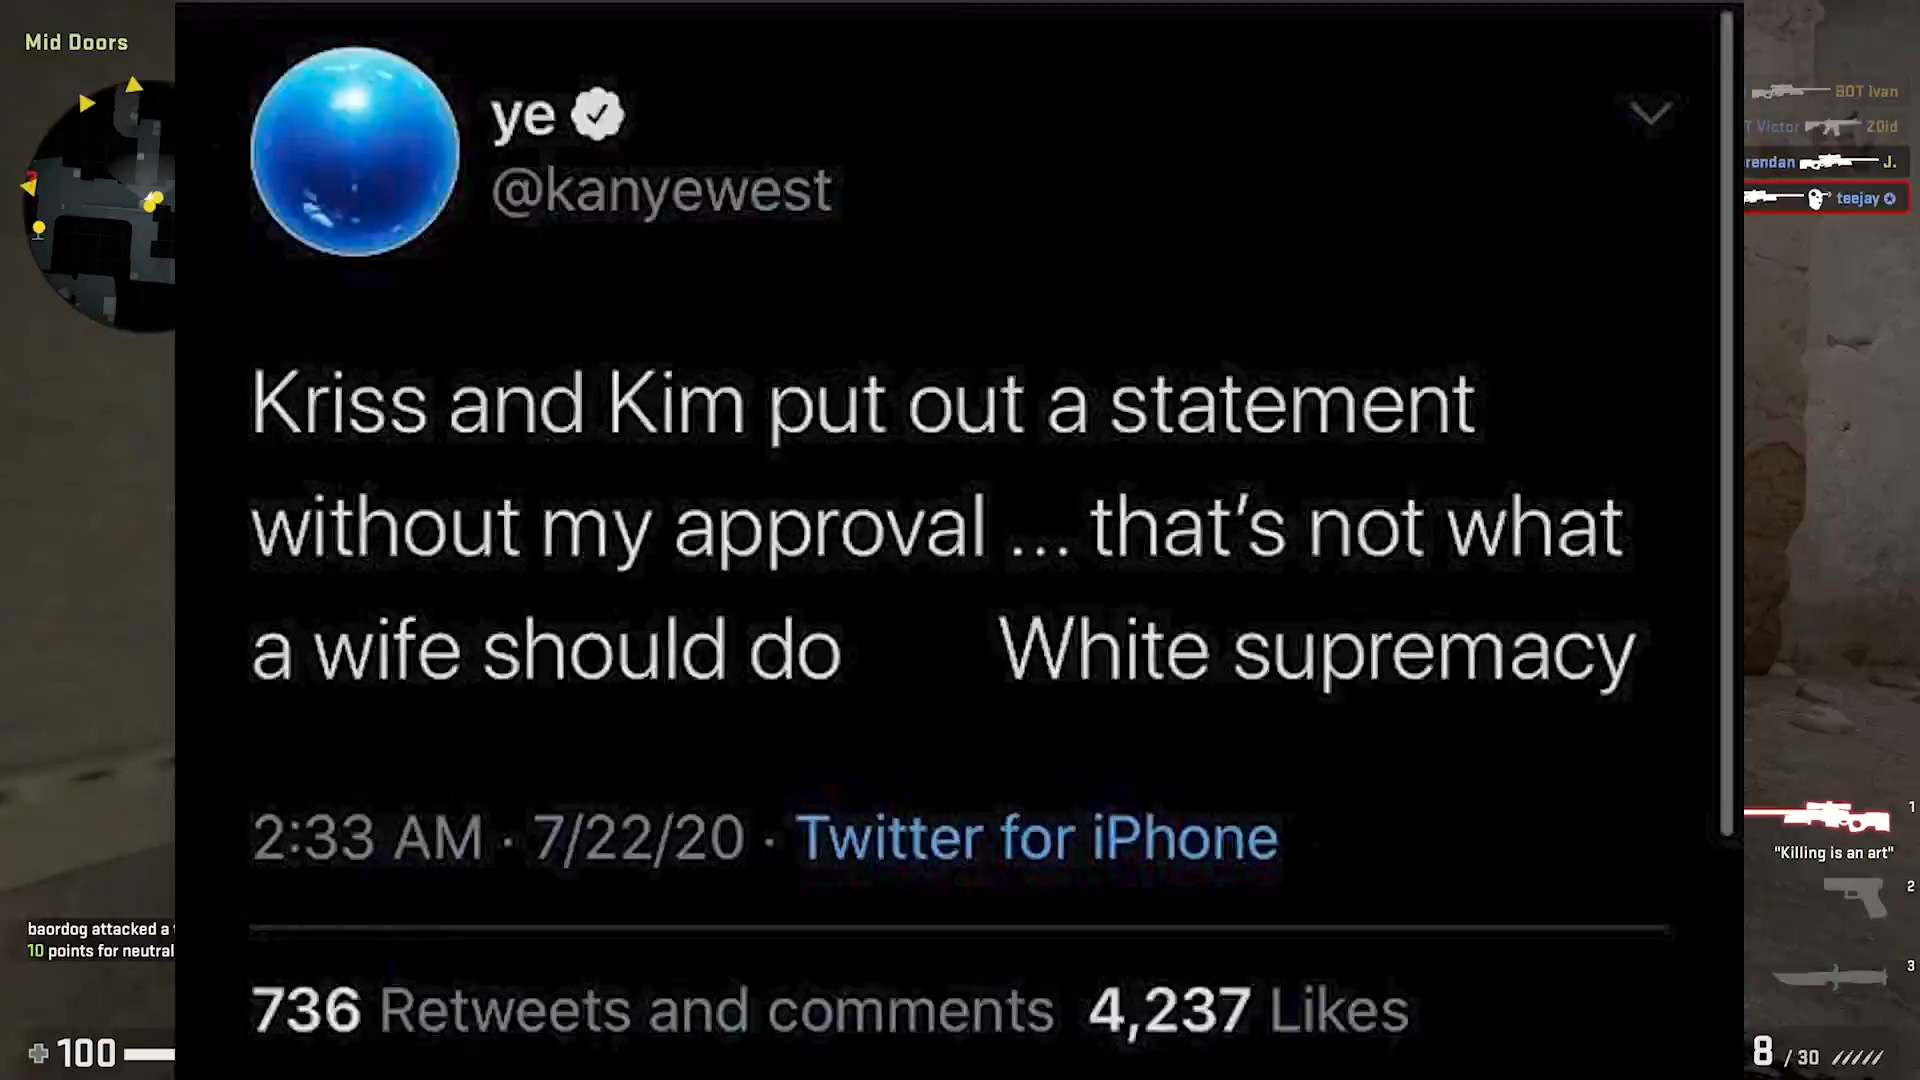 Mid Doors
ye
@kanyewest
Kriss and Kim put out a statement
without my approval ... that's not what
a wife should do White supremacy
2:33 AM · 7/22/20 · Twitter for iPhone
736 Retweets and comments 4,237 Likes
BOT Ivan
T Victor Z0id
rendan J.
teejay
1
"Killing is an art"
2
3
baordog attacked a
10 points for neutral
100
8 / 30